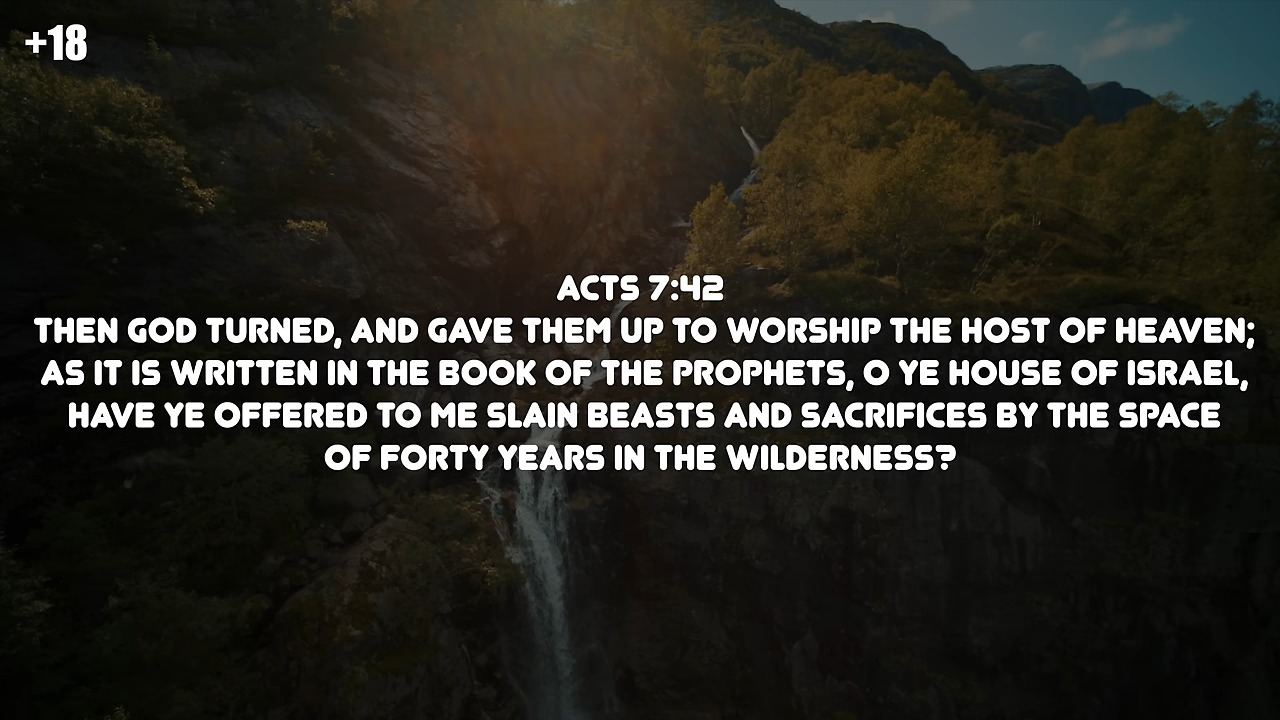 +18
ACTS 7:42
THEN GOD TURNED, AND GAVE THEM UP TO WORSHIP THE HOST OF HEAVEN;
AS IT IS WRITTEN IN THE BOOK OF THE PROPHETS, O YE HOUSE OF ISRAEL,
HAVE YE OFFERED TO ME SLAIN BEASTS AND SACRIFICES BY THE SPACE
OF FORTY YEARS IN THE WILDERNESS?